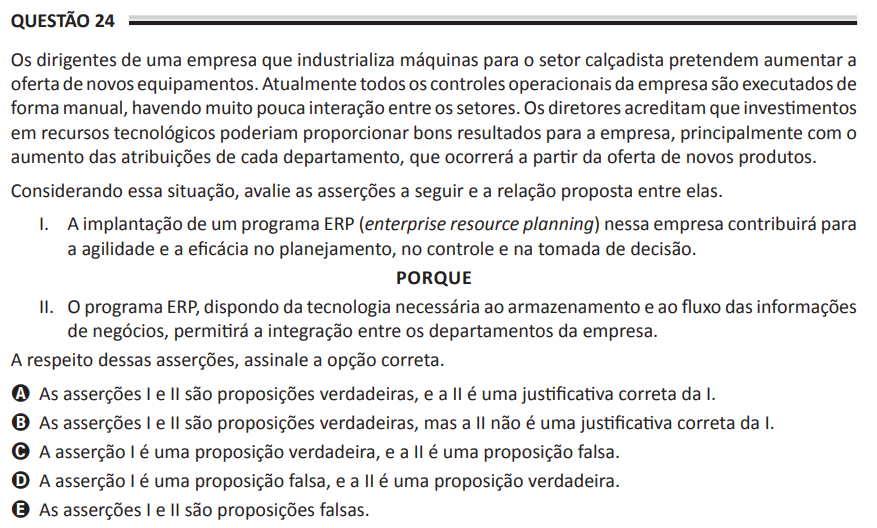 QUESTÃO 24
Os dirigentes de uma empresa que industrializa máquinas para o setor calçadista pretendem aumentar a
oferta de novos equipamentos. Atualmente todos os controles operacionais da empresa são executados de
forma manual, havendo muito pouca interação entre os setores. Os diretores acreditam que investimentos
em recursos tecnológicos poderiam proporcionar bons resultados para a empresa, principalmente com o
aumento das atribuições de cada departamento, que ocorrerá a partir da oferta de novos produtos.
Considerando essa situação, avalie as asserções a seguir e a relação proposta entre elas.
I. A implantação de um programa ERP (enterprise resource planning) nessa empresa contribuirá para
a agilidade e a eficácia no planejamento, no controle e na tomada de decisão.
PORQUE
II. O programa ERP, dispondo da tecnologia necessária ao armazenamento e ao fluxo das informações
de negócios, permitirá a integração entre os departamentos da empresa.
A respeito dessas asserções, assinale a opção correta.
A As asserções I e II são proposições verdadeiras, e a II é uma justificativa correta da I.
B As asserções I e II são proposições verdadeiras, mas a II não é uma justificativa correta da I.
C A asserção I é uma proposição verdadeira, e a II é uma proposição falsa.
D A asserção I é uma proposição falsa, e a II é uma proposição verdadeira.
E As asserções I e II são proposições falsas.